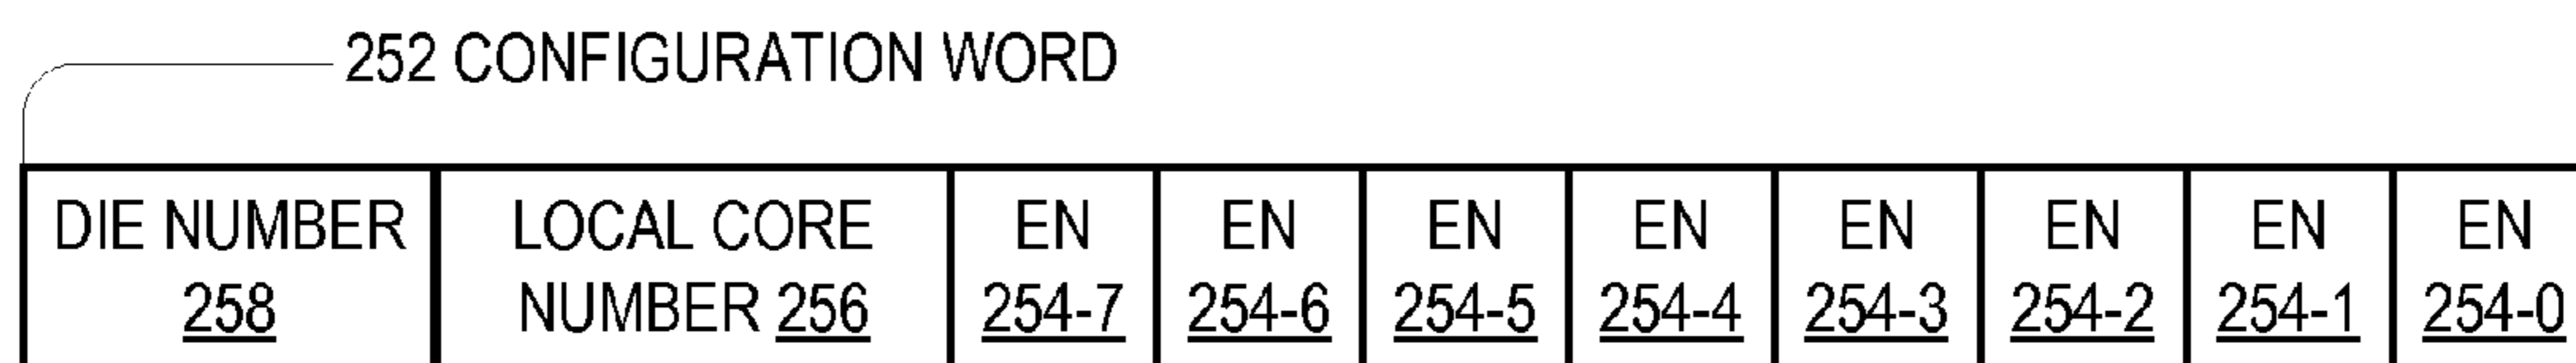 252 CONFIGURATION WORD
DIE NUMBER LOCAL CORE EN EN EN EN EN EN EN EN
258 NUMBER 256 254-7 254-6 254-5 254-4 254-3 254-2 254-1 254-0